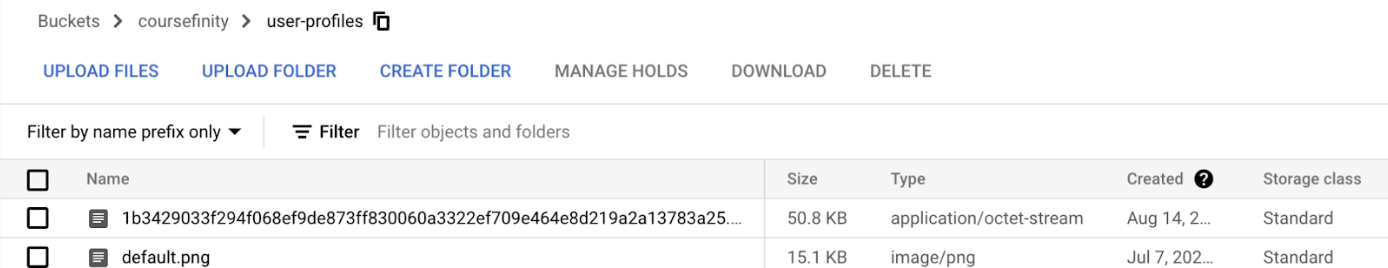 Buckets > coursefinity > user-profiles
UPLOAD FILES UPLOAD FOLDER CREATE FOLDER MANAGE HOLDS DOWNLOAD DELETE
Filter by name prefix only Filter Filter objects and folders
Name Size Type Created ? Storage class
1b3429033f294f068ef9de873ff830060a3322ef709e464e8d219a2a13783a25.... 50.8 KB application/octet-stream Aug 14, 2... Standard
default.png 15.1 KB image/png Jul 7, 202... Standard